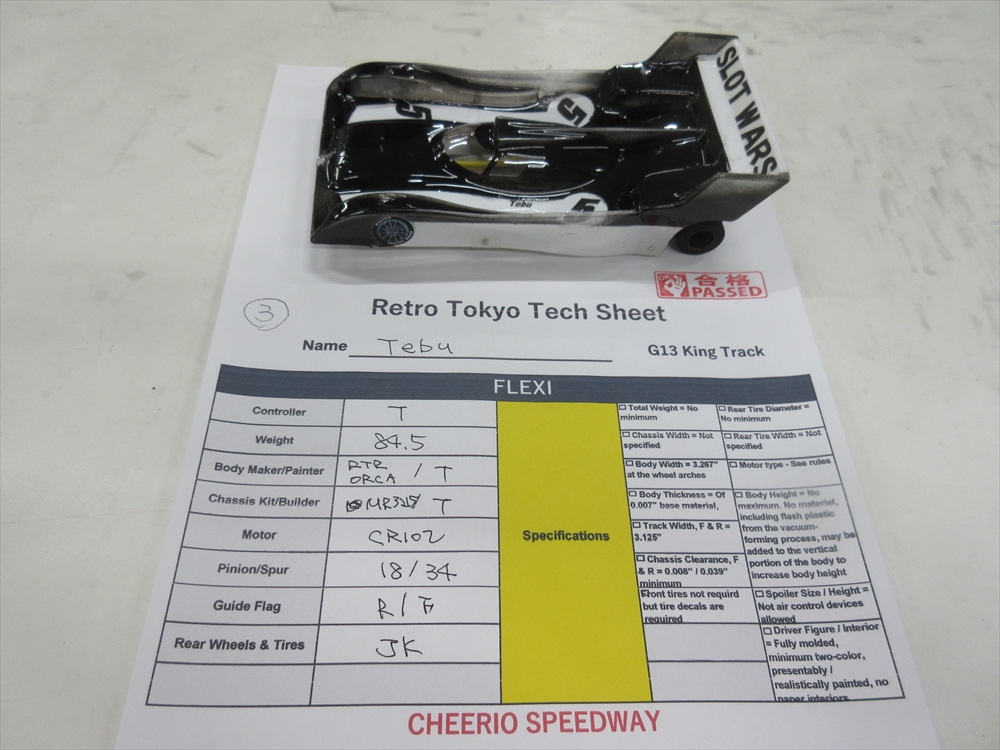 SLOT WARS
5
5
Tebu
5
合格
PASSED
3
Retro Tokyo Tech Sheet
Name Tebu
G13 King Track
FLEXI
Controller T
Weight 84.5
Body Maker/Painter RTR ORCA / T
Chassis Kit/Builder T
Motor CR102
Pinion/Spur 18/34
Guide Flag R/F
Rear Wheels & Tires JK
Specifications
Total Weight = No
minimum
Chassis Width = Not
specified
Body Width = 3.267"
at the wheel arches
Body Thickness = Of
0.007" base material,
Track Width, F & R =
3.125"
Chassis Clearance, F
& R = 0.008" / 0.039"
minimum
Front tires not requird
but tire decals are
required
Rear Tire Diameter =
No minimum
Rear Tire Width = Not
specified
Motor type - See rules
Body Height = No
maximum. No material,
including flash plastic
from the vacuum-
forming process, may be
added to the vertical
portion of the body to
increase body height
Spoiler Size / Height =
Not air control devices
allowed
Driver Figure / Interior
= Fully molded,
minimum two-color,
presentably /
realistically painted, no
paper interiors
CHEERIO SPEEDWAY